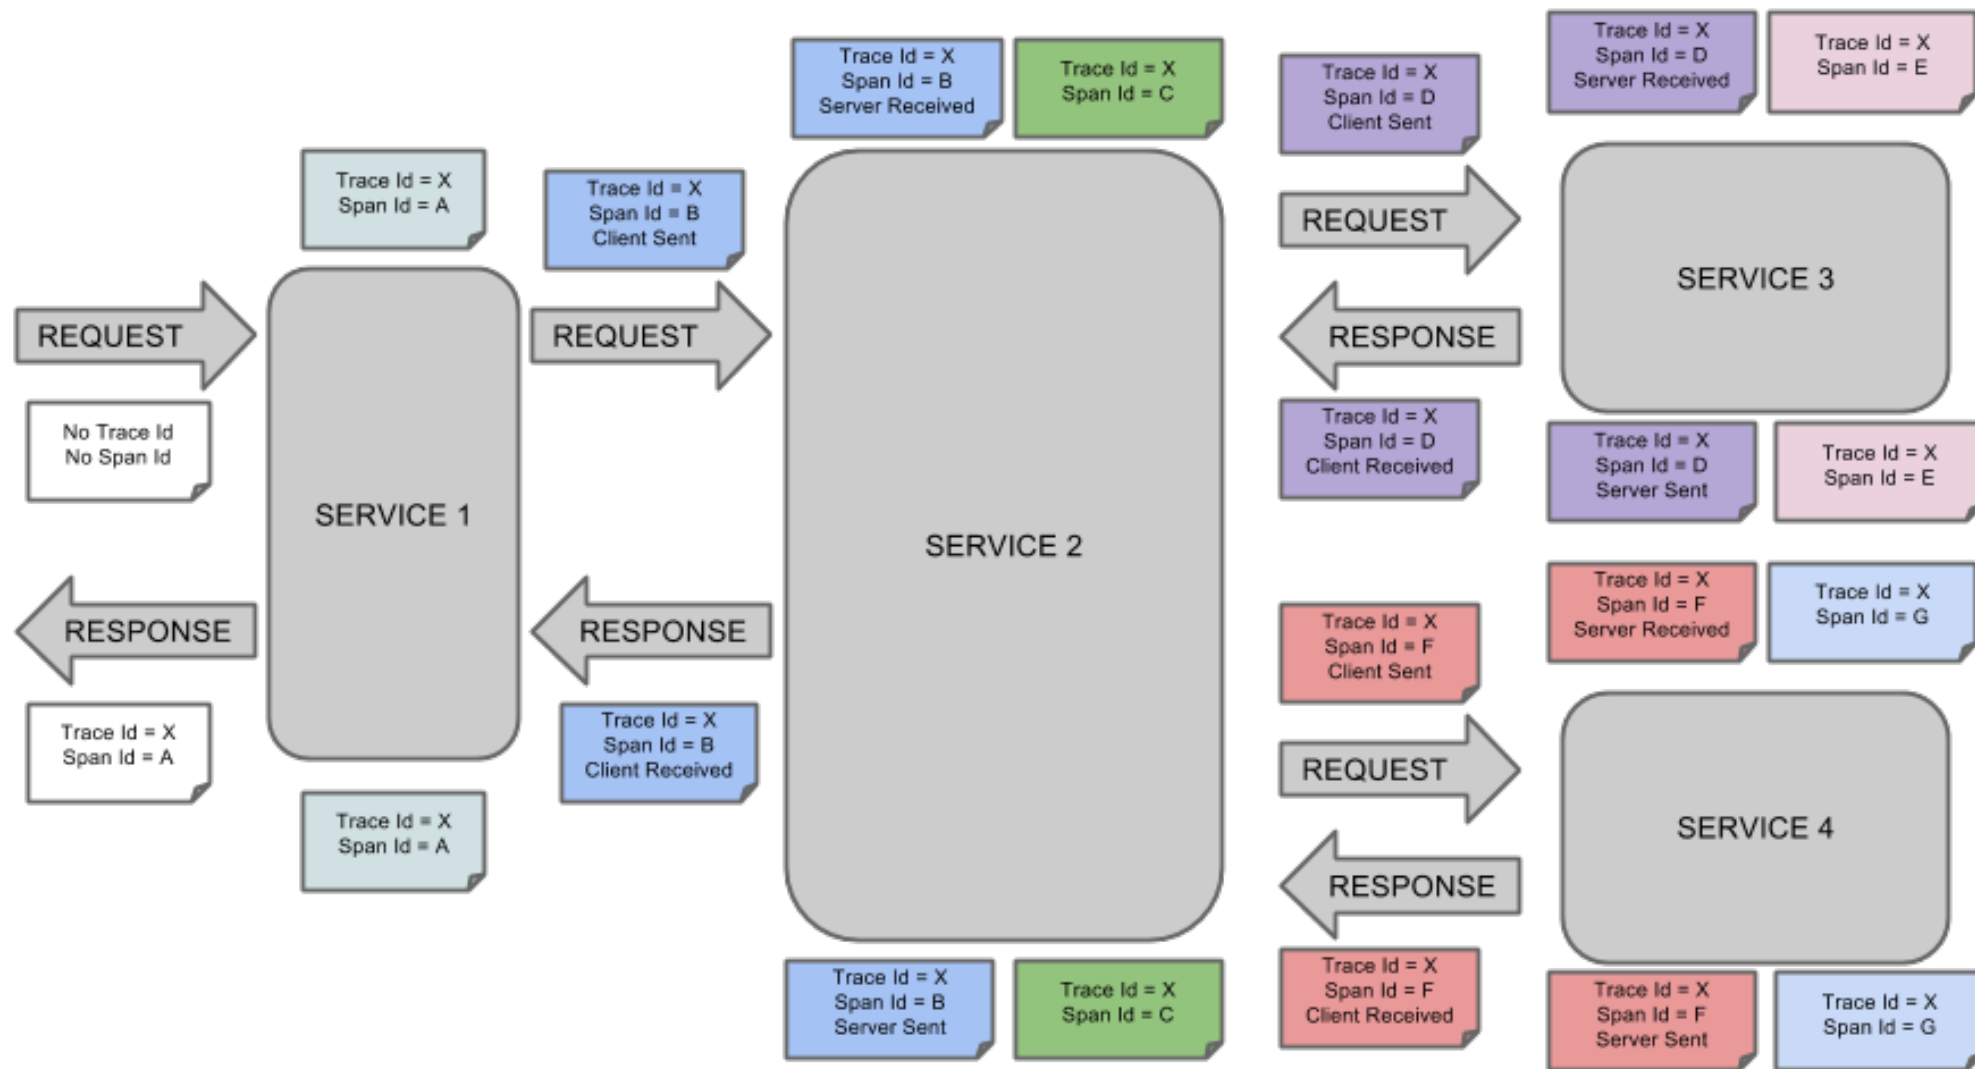 Trace Id = X
Span Id = A
Trace Id = X
Span Id = B
Client Sent
Trace Id = X
Span Id = B
Server Received
Trace Id = X
Span Id = C
Trace Id = X
Span Id = D
Client Sent
Trace Id = X
Span Id = D
Server Received
Trace Id = X
Span Id = E
REQUEST
No Trace Id
No Span Id
SERVICE 1
REQUEST
SERVICE 2
REQUEST
SERVICE 3
RESPONSE
Trace Id = X
Span Id = D
Client Received
Trace Id = X
Span Id = D
Server Sent
Trace Id = X
Span Id = E
RESPONSE
Trace Id = X
Span Id = A
Trace Id = X
Span Id = A
RESPONSE
Trace Id = X
Span Id = B
Client Received
Trace Id = X
Span Id = F
Client Sent
Trace Id = X
Span Id = F
Server Received
Trace Id = X
Span Id = G
REQUEST
SERVICE 4
RESPONSE
Trace Id = X
Span Id = B
Server Sent
Trace Id = X
Span Id = C
Trace Id = X
Span Id = F
Client Received
Trace Id = X
Span Id = F
Server Sent
Trace Id = X
Span Id = G